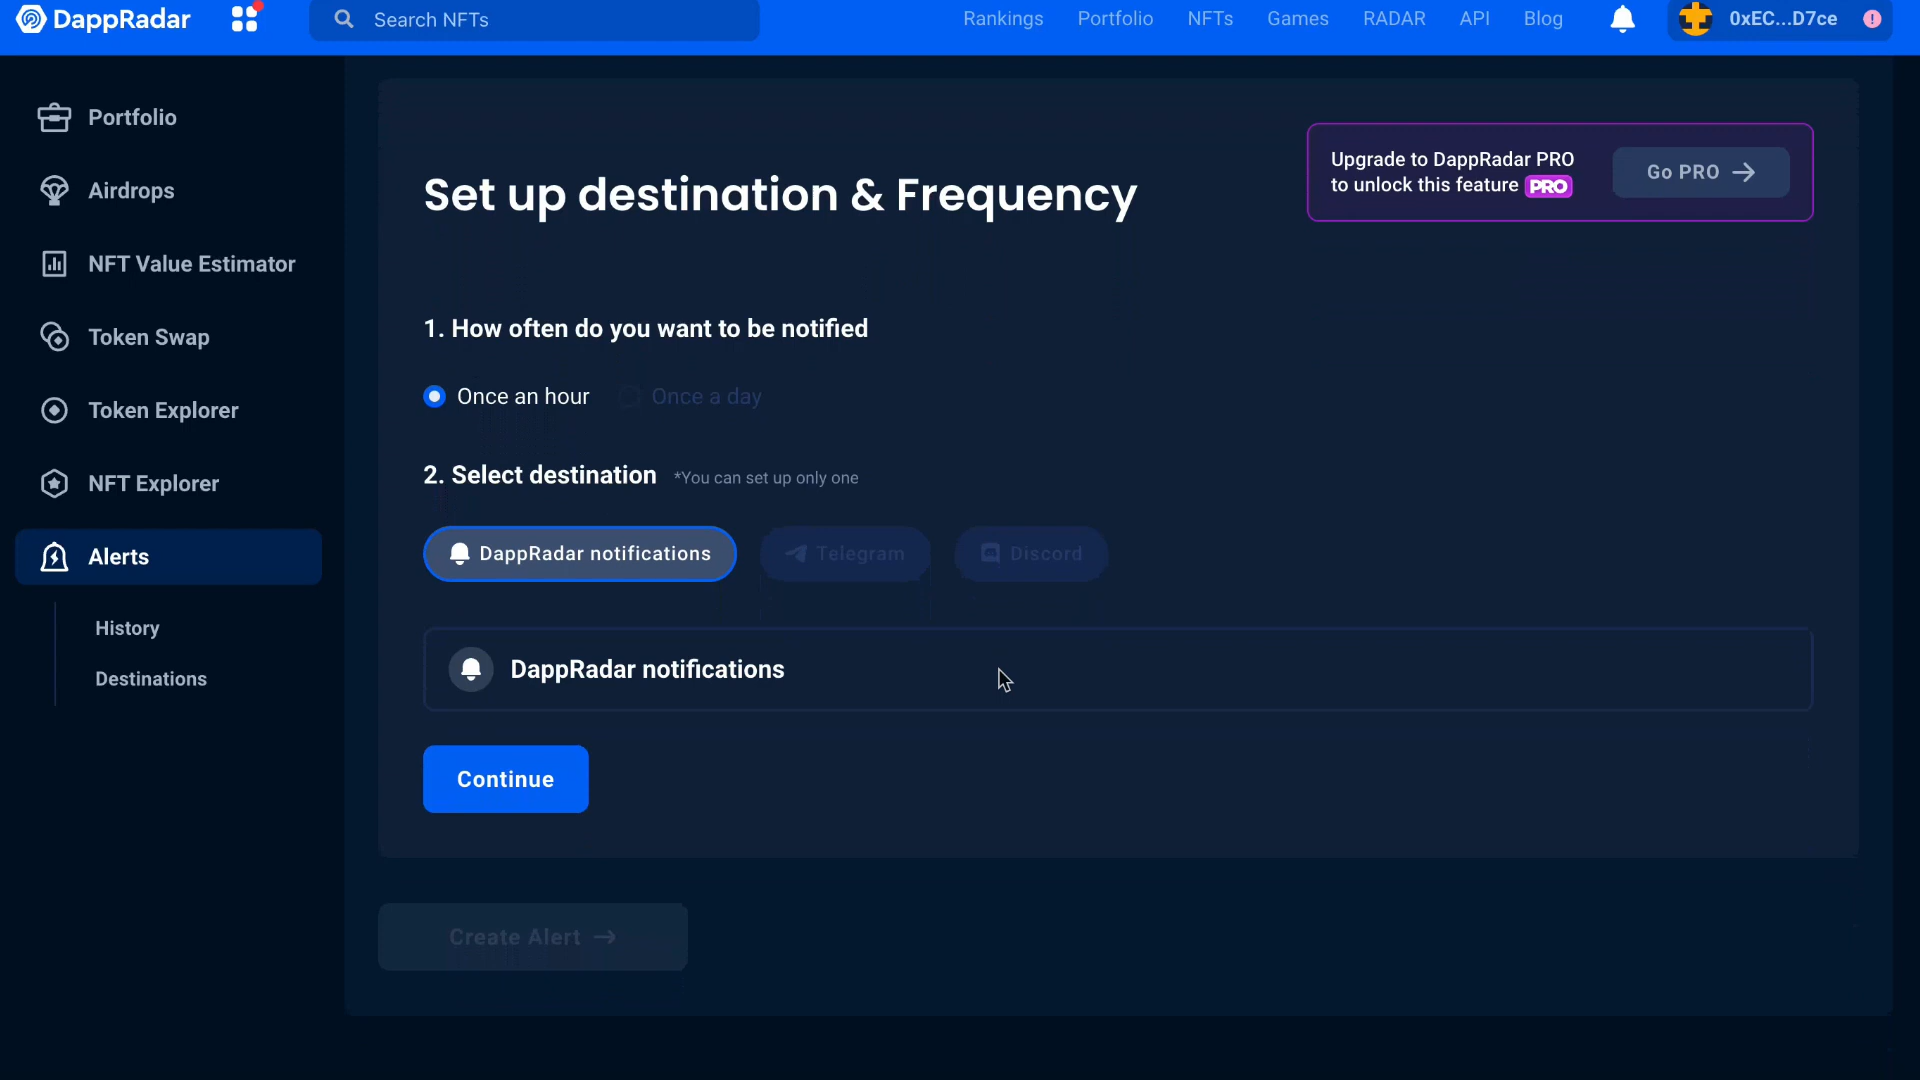 DappRadar
Search NFTs
Rankings
Portfolio
NFTs
Games
RADAR
API
Blog
0xEC...D7ce
!
Portfolio
Airdrops
NFT Value Estimator
Token Swap
Token Explorer
NFT Explorer
Alerts
History
Destinations
Set up destination & Frequency
Upgrade to DappRadar PRO
to unlock this feature PRO
Go PRO
1. How often do you want to be notified
Once an hour
Once a day
2. Select destination *You can set up only one
DappRadar notifications
Telegram
Discord
DappRadar notifications
Continue
Create Alert